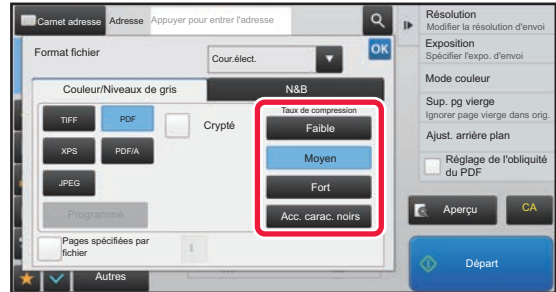 Carnet adresse
Adresse
Appuyer pour entrer l'adresse
Format fichier
Cour.élect.
OK
Couleur/Niveaux de gris
N&B
TIFF
PDF
Crypté
XPS
PDF/A
JPEG
Programmé
Taux de compression
Faible
Moyen
Fort
Acc. carac. noirs
Pages spécifiées par
fichier
1
Autres
Résolution
Modifier la résolution d'envoi
Exposition
Spécifier l'expo. d'envoi
Mode couleur
Sup. pg vierge
Ignorer page vierge dans orig.
Ajust. arrière plan
Réglage de l'obliquité
du PDF
Aperçu
CA
Départ